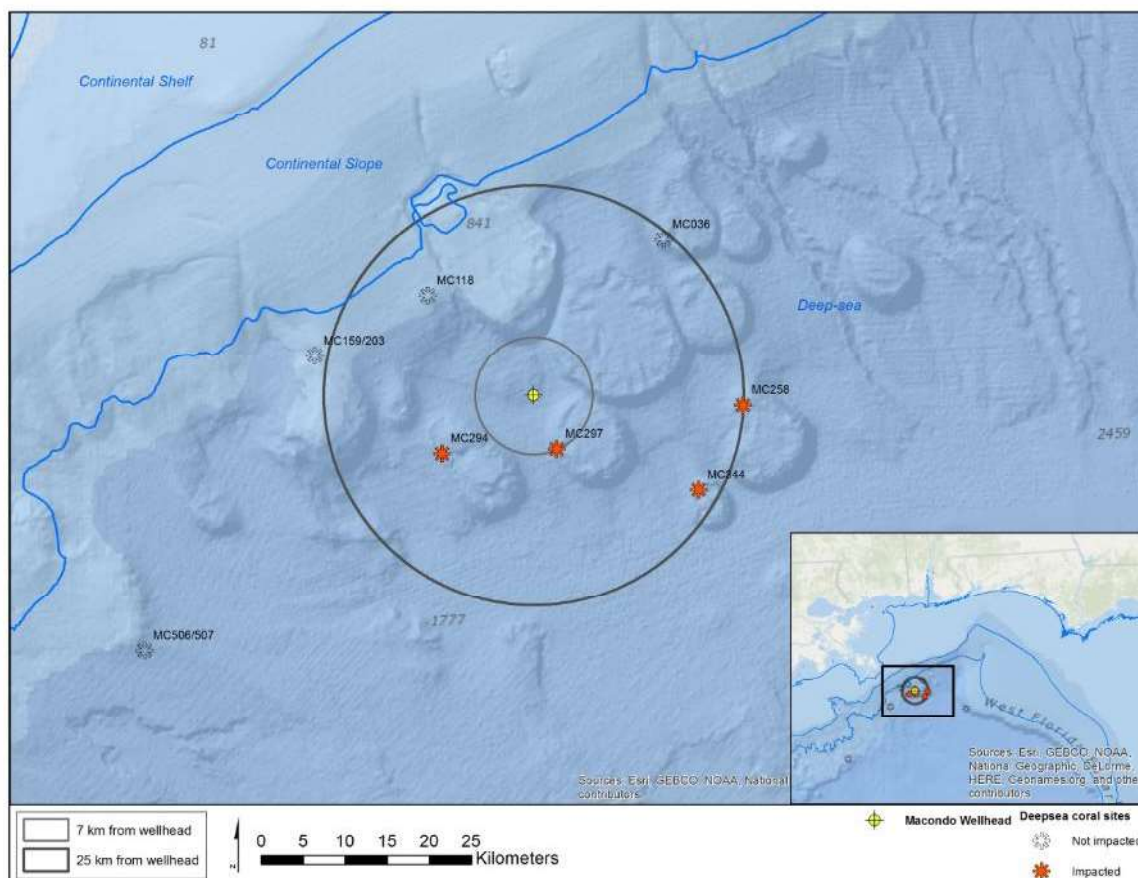 81
Continental Shelf
Continental Slope
841
MC036
MC118
Deep-sea
MC159/203
MC258
MC294
MC297
2459
MC344
-1777
MC506/507
West Florida
Sources: Esri, GEBCO, NOAA, National
contributors
Sources: Esri, GEBCO, NOAA,
National Geographic, DeLorme,
HERE, Geonames.org, and other
contributors
7 km from wellhead
25 km from wellhead
N
0 5 10 15 20 25
Kilometers
Macondo Wellhead
Deepsea coral sites
Not impacted
Impacted